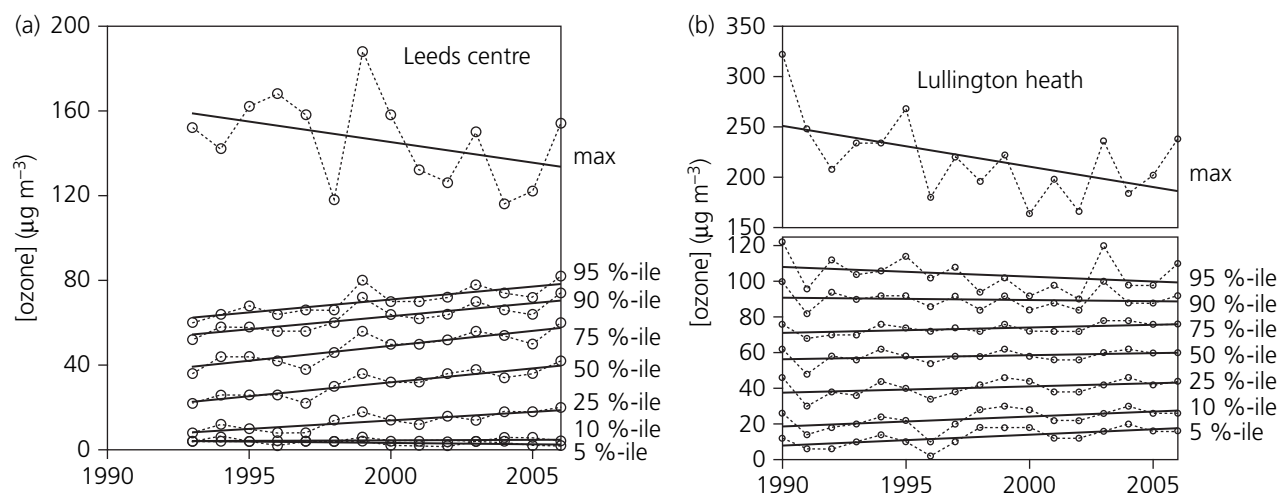 (a)
Leeds centre
[ozone] (µg m⁻³)
200
160
120
80
40
0
1990 1995 2000 2005
max
95 %-ile
90 %-ile
75 %-ile
50 %-ile
25 %-ile
10 %-ile
5 %-ile
(b)
Lullington heath
[ozone] (µg m⁻³)
350
300
250
200
150
120
100
80
60
40
20
0
1990 1995 2000 2005
max
95 %-ile
90 %-ile
75 %-ile
50 %-ile
25 %-ile
10 %-ile
5 %-ile